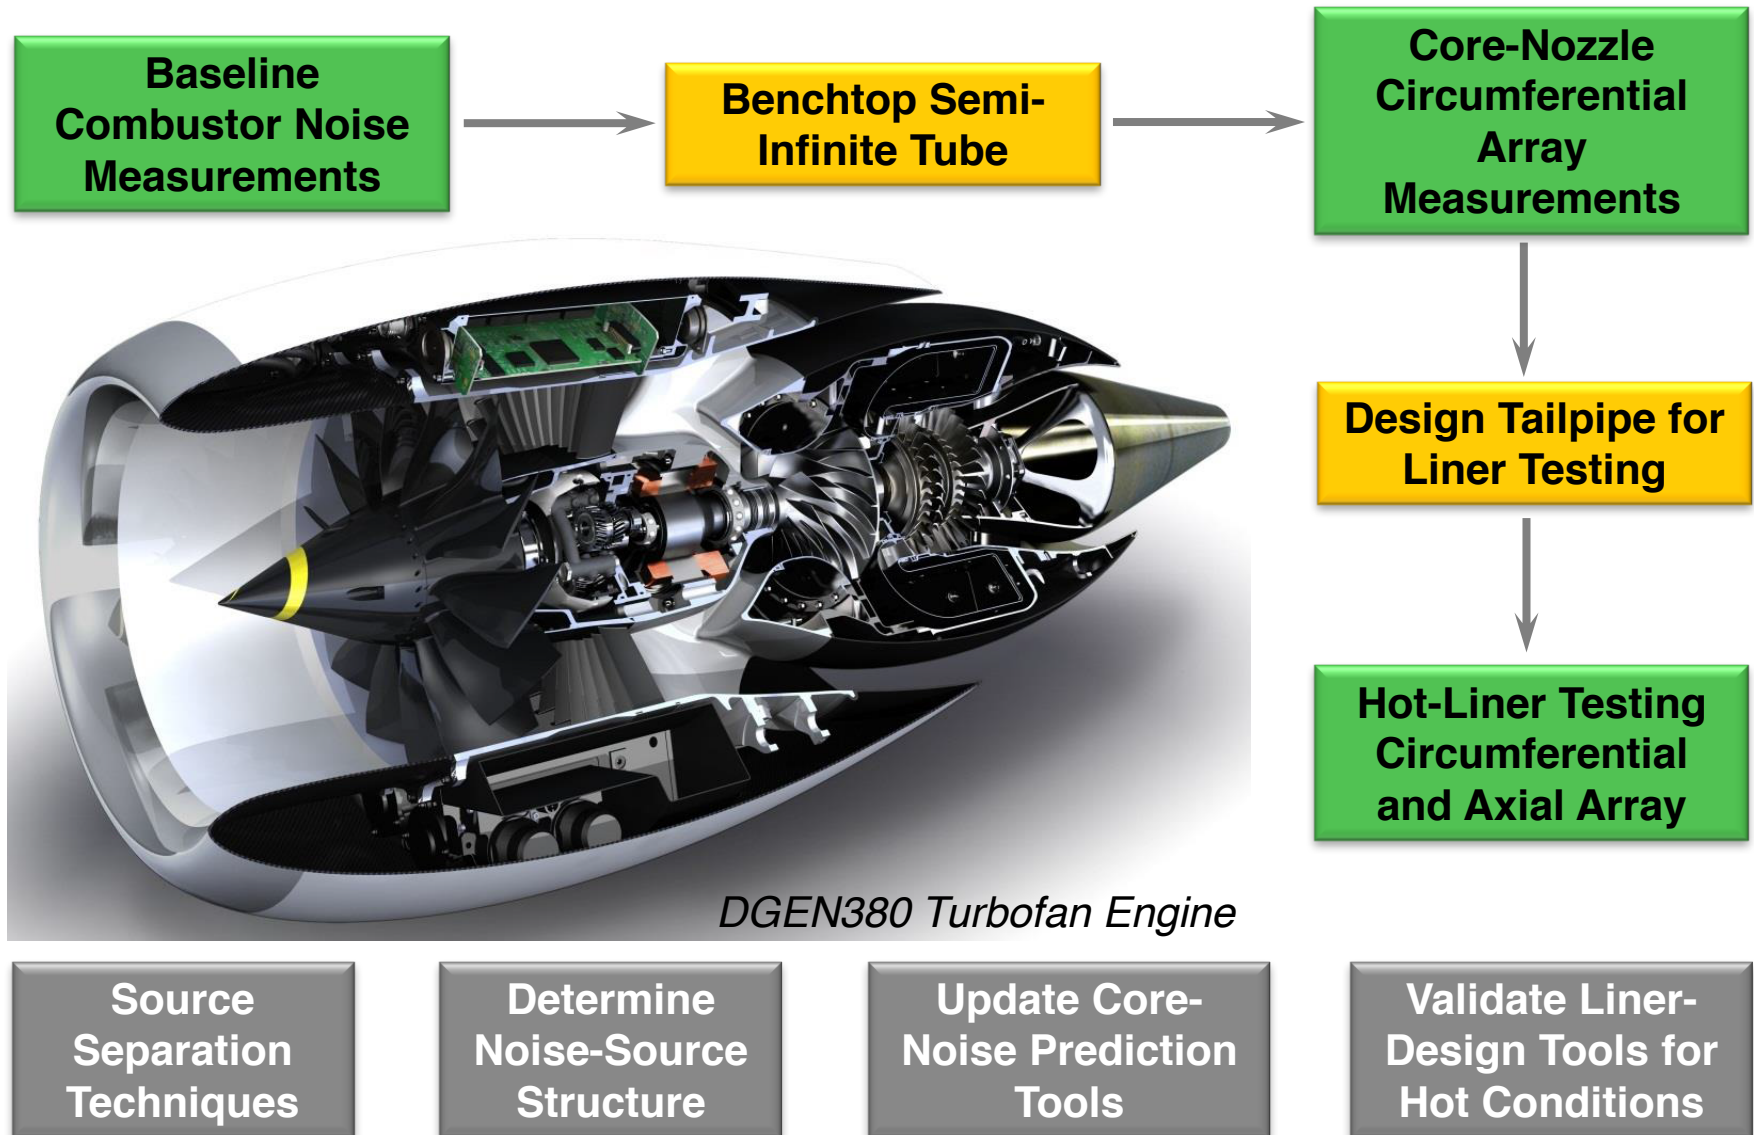 Baseline
Combustor Noise
Measurements
Benchtop Semi-
Infinite Tube
Core-Nozzle
Circumferential
Array
Measurements
Design Tailpipe for
Liner Testing
Hot-Liner Testing
Circumferential
and Axial Array
DGEN380 Turbofan Engine
Source
Separation
Techniques
Determine
Noise-Source
Structure
Update Core-
Noise Prediction
Tools
Validate Liner-
Design Tools for
Hot Conditions